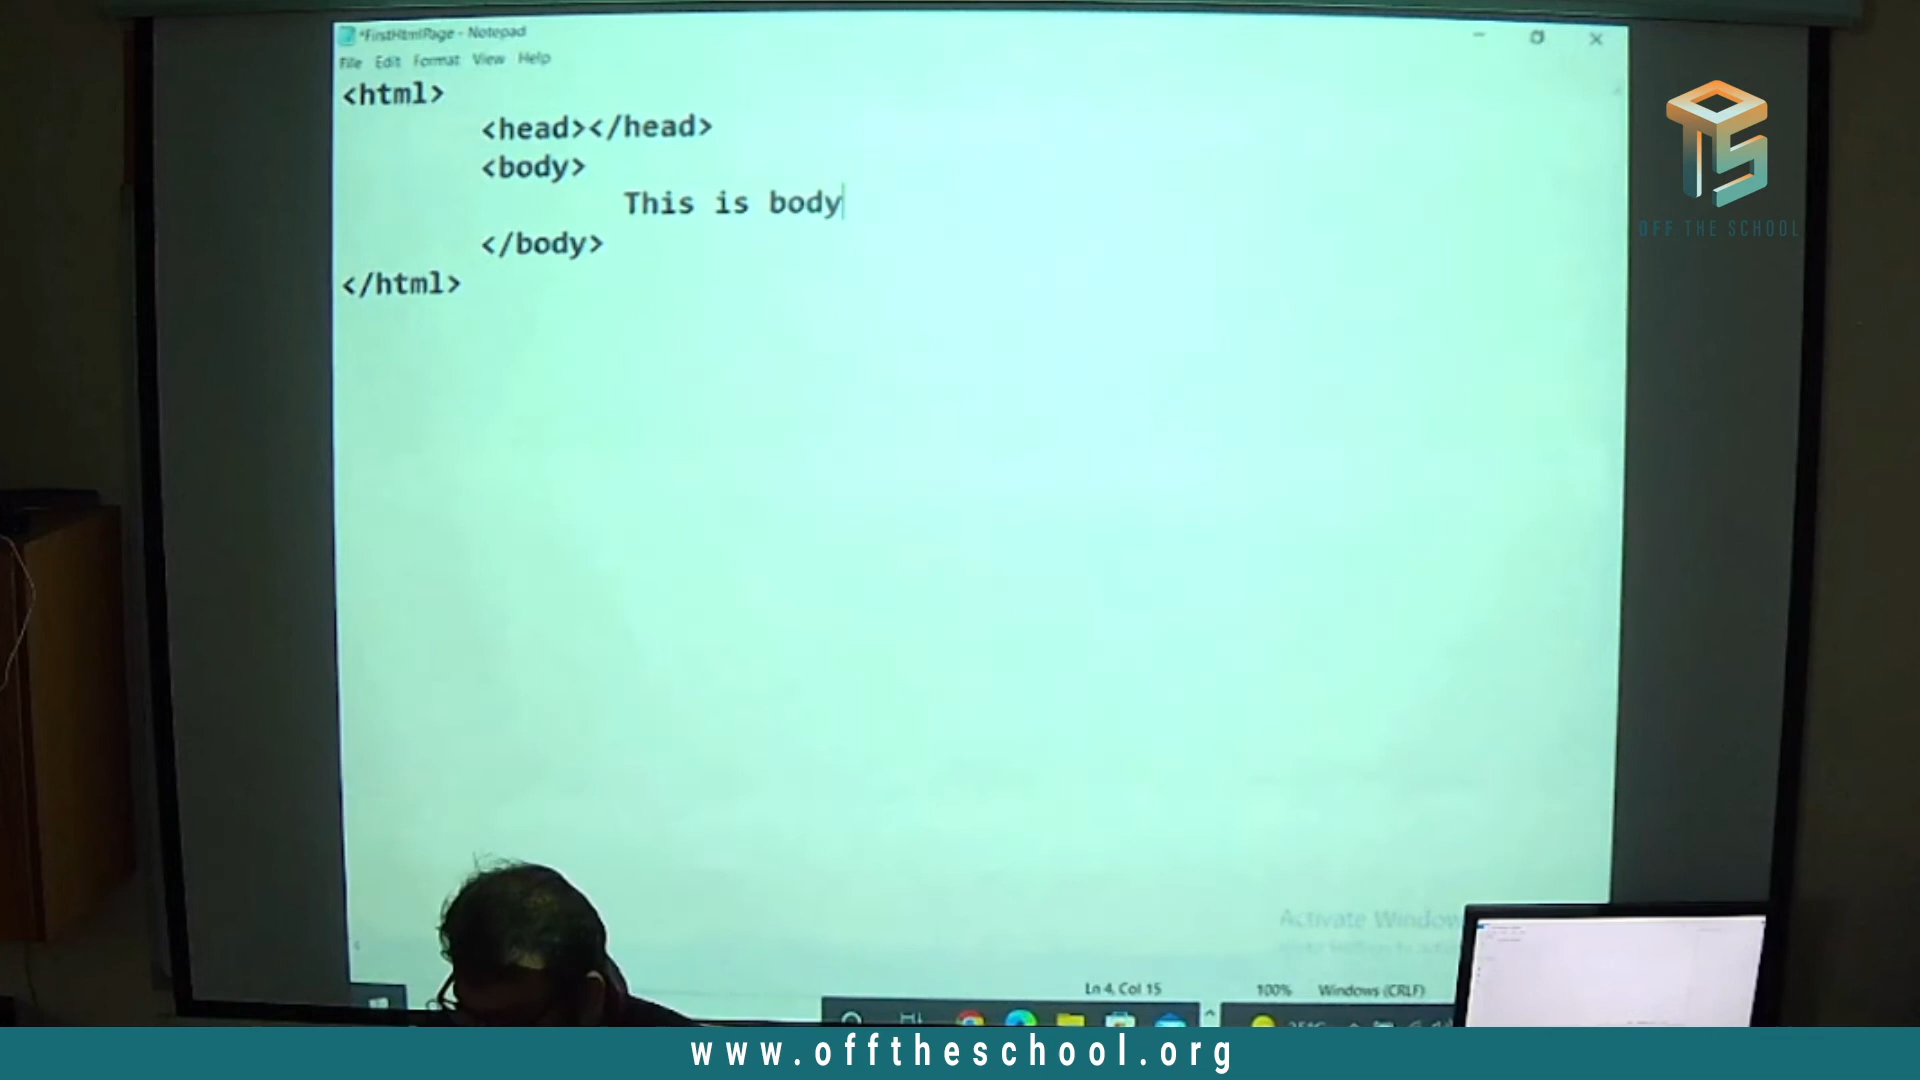 *FirstHtmlPage - Notepad
File Edit Format View Help
<html>
<head></head>
<body>
This is body
</body>
</html>
OFF THE SCHOOL
Activate Window
Ln 4, Col 15
100%
Windows (CRLF)
www.offtheschool.org